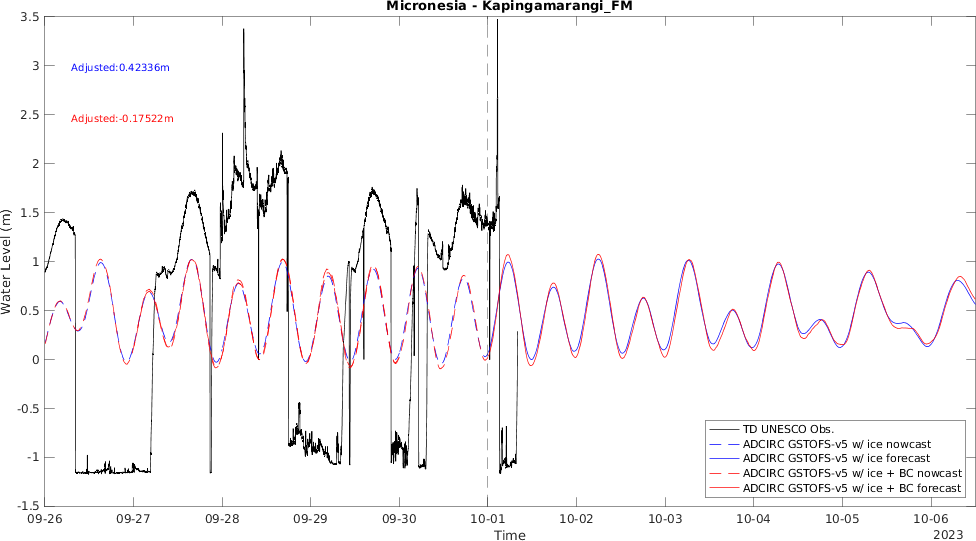 Micronesia - Kapingamarangi_FM
3.5
3
2.5
2
1.5
1
0.5
0
-0.5
-1
-1.5
Water Level (m)
Adjusted:0.42336m
Adjusted:-0.17522m
TD UNESCO Obs.
ADCIRC GSTOFS-v5 w/ ice nowcast
ADCIRC GSTOFS-v5 w/ ice forecast
ADCIRC GSTOFS-v5 w/ ice + BC nowcast
ADCIRC GSTOFS-v5 w/ ice + BC forecast
09-26 09-27 09-28 09-29 09-30 10-01 10-02 10-03 10-04 10-05 10-06
Time
2023